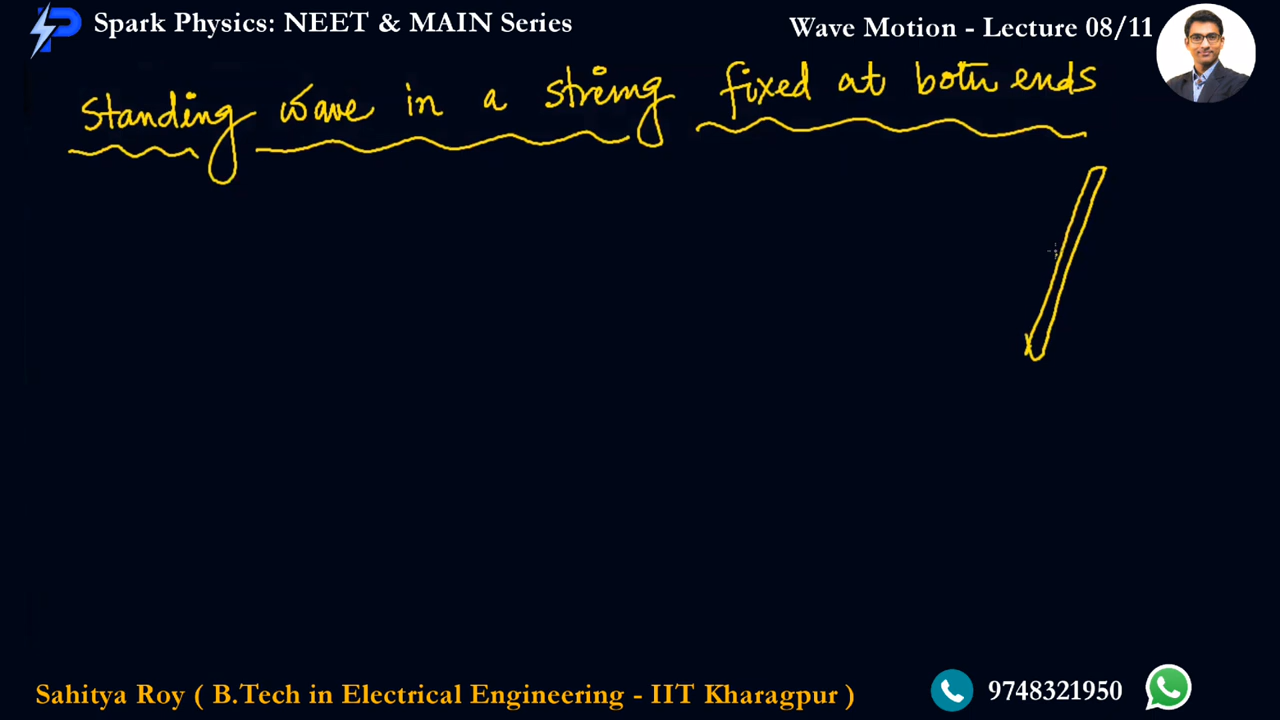 Spark Physics: NEET & MAIN Series
Wave Motion - Lecture 08/11
Standing wave in a string fixed at both ends
Sahitya Roy ( B.Tech in Electrical Engineering - IIT Kharagpur )
9748321950